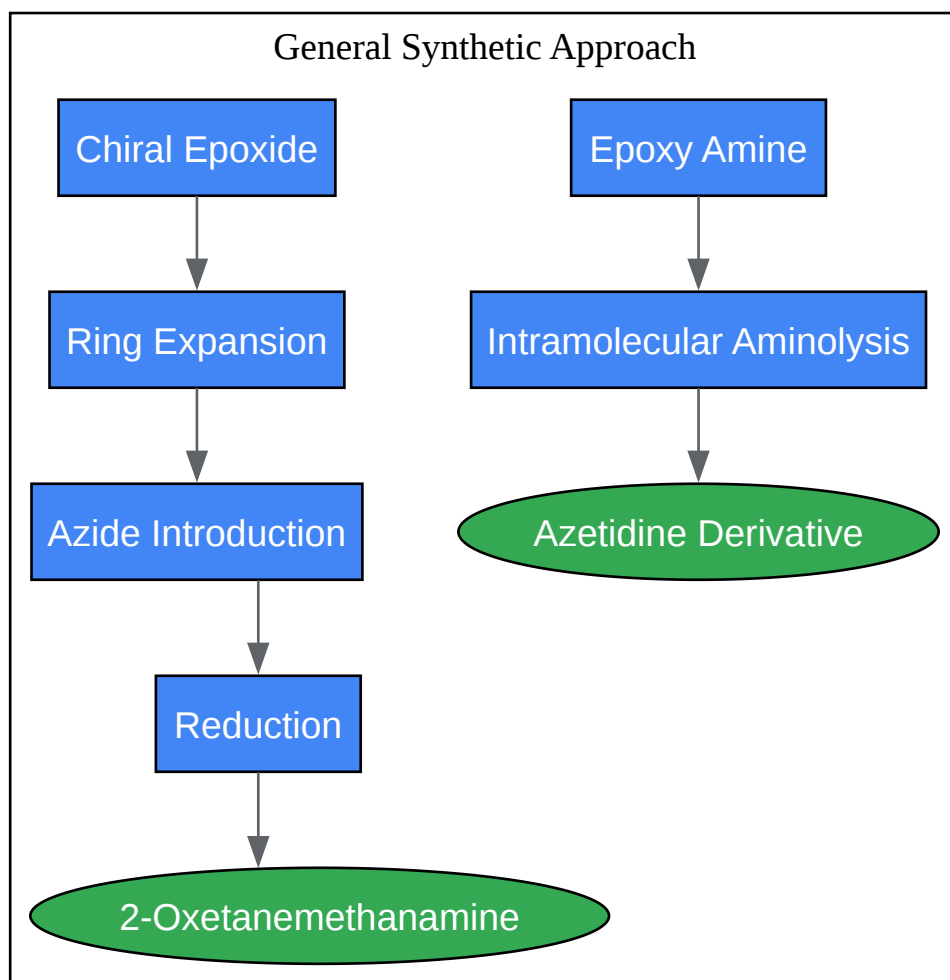 General Synthetic Approach
Chiral Epoxide
Epoxy Amine
Ring Expansion
Intramolecular Aminolysis
Azide Introduction
Azetidine Derivative
Reduction
2-Oxetanemethanamine